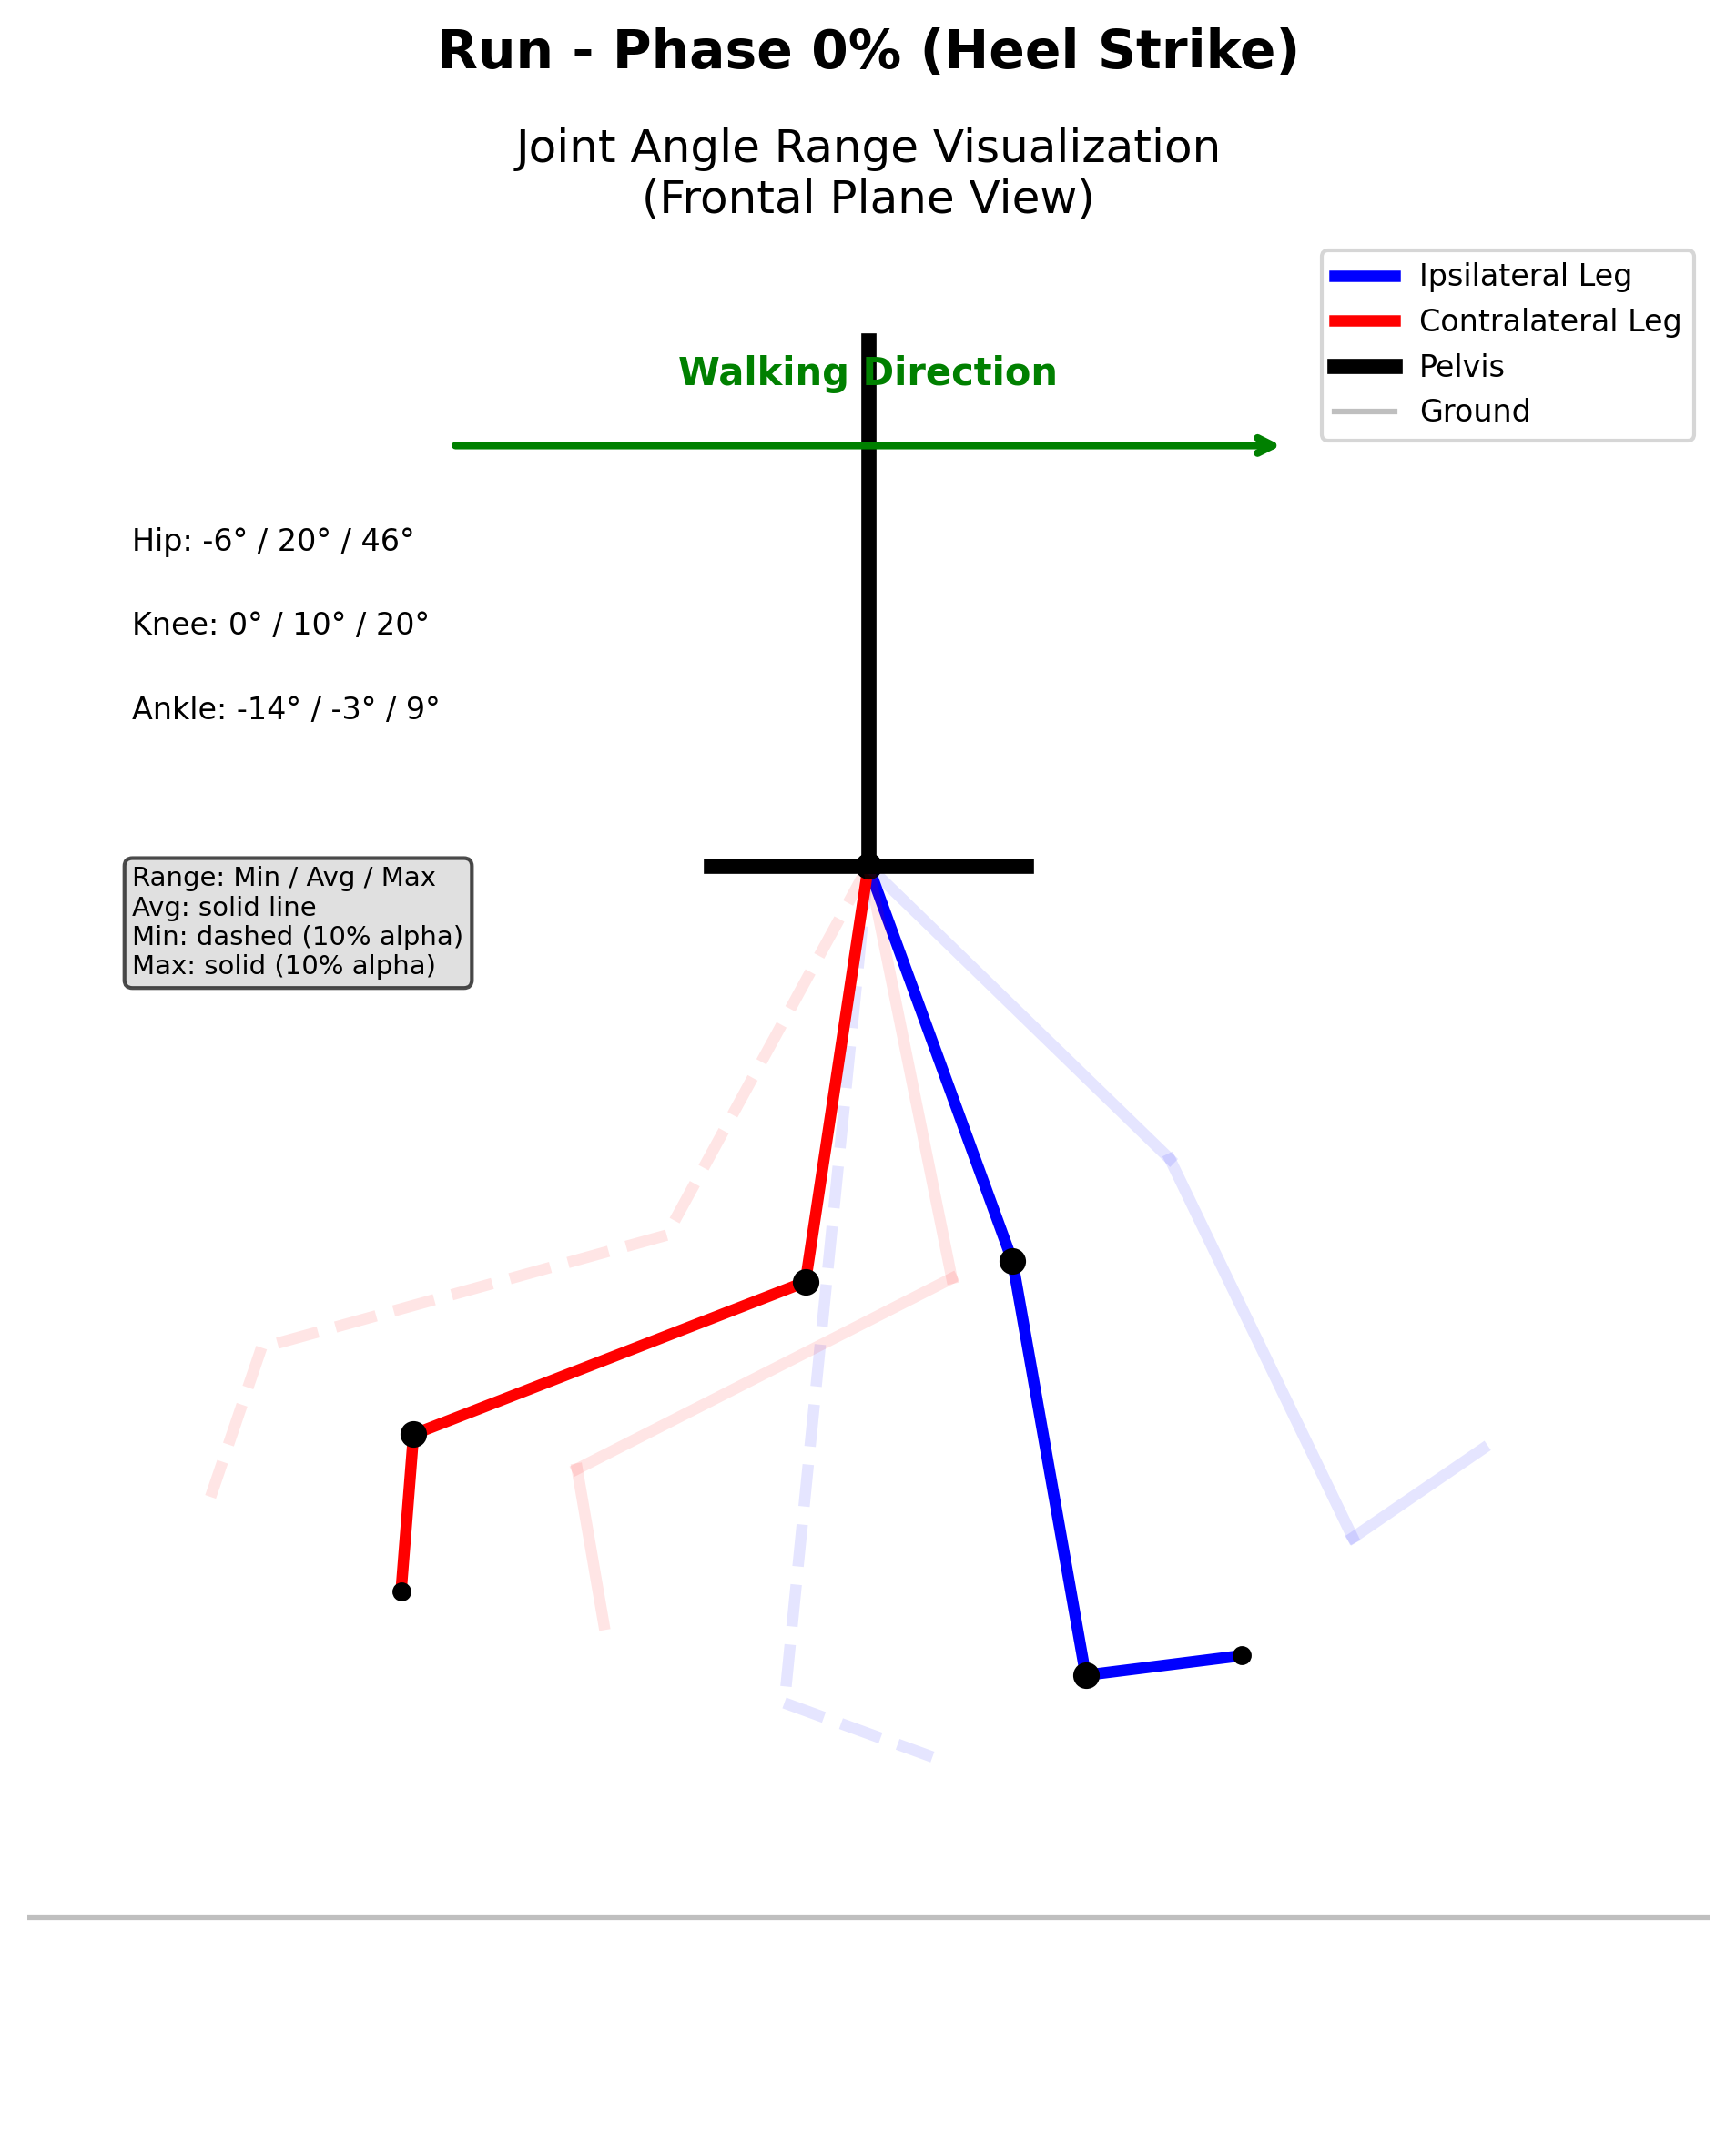 Run - Phase 0% (Heel Strike)
Joint Angle Range Visualization
(Frontal Plane View)
Ipsilateral Leg
Contralateral Leg
Pelvis
Ground
Walking Direction
Hip: -6° / 20° / 46°
Knee: 0° / 10° / 20°
Ankle: -14° / -3° / 9°
Range: Min / Avg / Max
Avg: solid line
Min: dashed (10% alpha)
Max: solid (10% alpha)